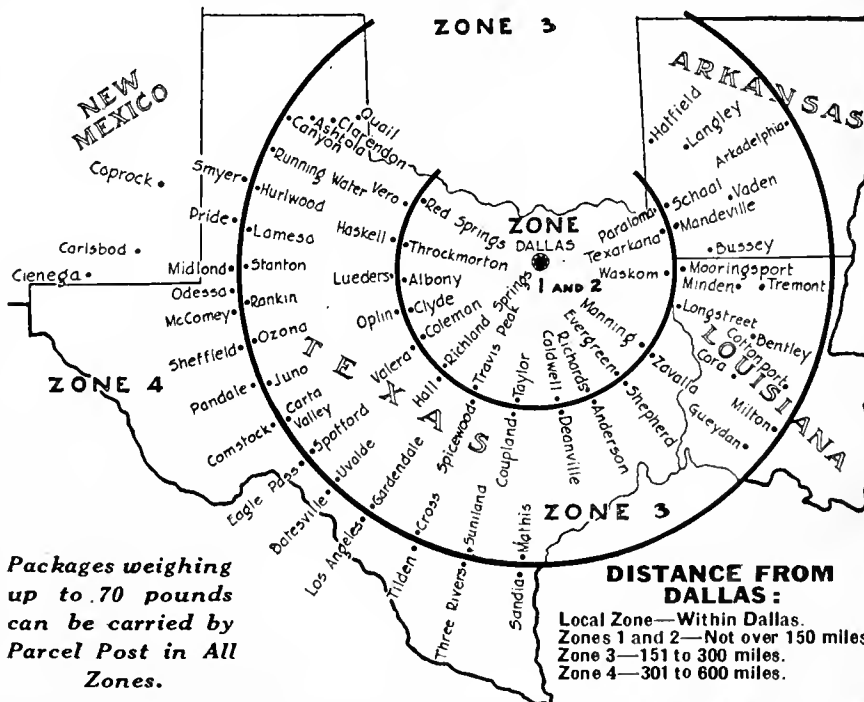 ZONE 3
NEW
MEXICO
ARKANSAS
Quail
Clarendon
Ashtola
Canyon
Hatfield
Langley
Arkadelphia
Caprock
Smyer
Running Water
Vero
Hurlwood
Red Springs
Schaal
Vaden
Paraloma
Mandeville
Texarkana
Pride
Lamesa
Haskell
Throckmorton
ZONE
DALLAS
1 AND 2
Carlsbad
Cienega
Midland
Stanton
Lueders
Albany
Waskom
Bussey
Mooringsport
Minden
Tremont
Odessa
Rankin
McComey
Oplin
Clyde
Coleman
Richland Springs
Travis Peak
Manning
Evergreen
Longstreet
Bentley
Cottonport
Cora
LOUISIANA
Sheffield
Ozona
TEXAS
Valera
Hall
Taylor
Richards
Caldwell
Zavalla
ZONE 4
Pandale
Juno
Carta
Valley
Spicewood
Coupland
Deanville
Anderson
Shepherd
Gueydan
Milton
Comstock
Spofford
Uvalde
Gardendale
Eagle Pass
Batesville
Los Angeles
Cross
Tilden
Suniland
Three Rivers
Mathis
Sandia
ZONE 3
Packages weighing
up to 70 pounds
can be carried by
Parcel Post in All
Zones.
DISTANCE FROM
DALLAS:
Local Zone—Within Dallas.
Zones 1 and 2—Not over 150 miles
Zone 3—151 to 300 miles.
Zone 4—301 to 600 miles.